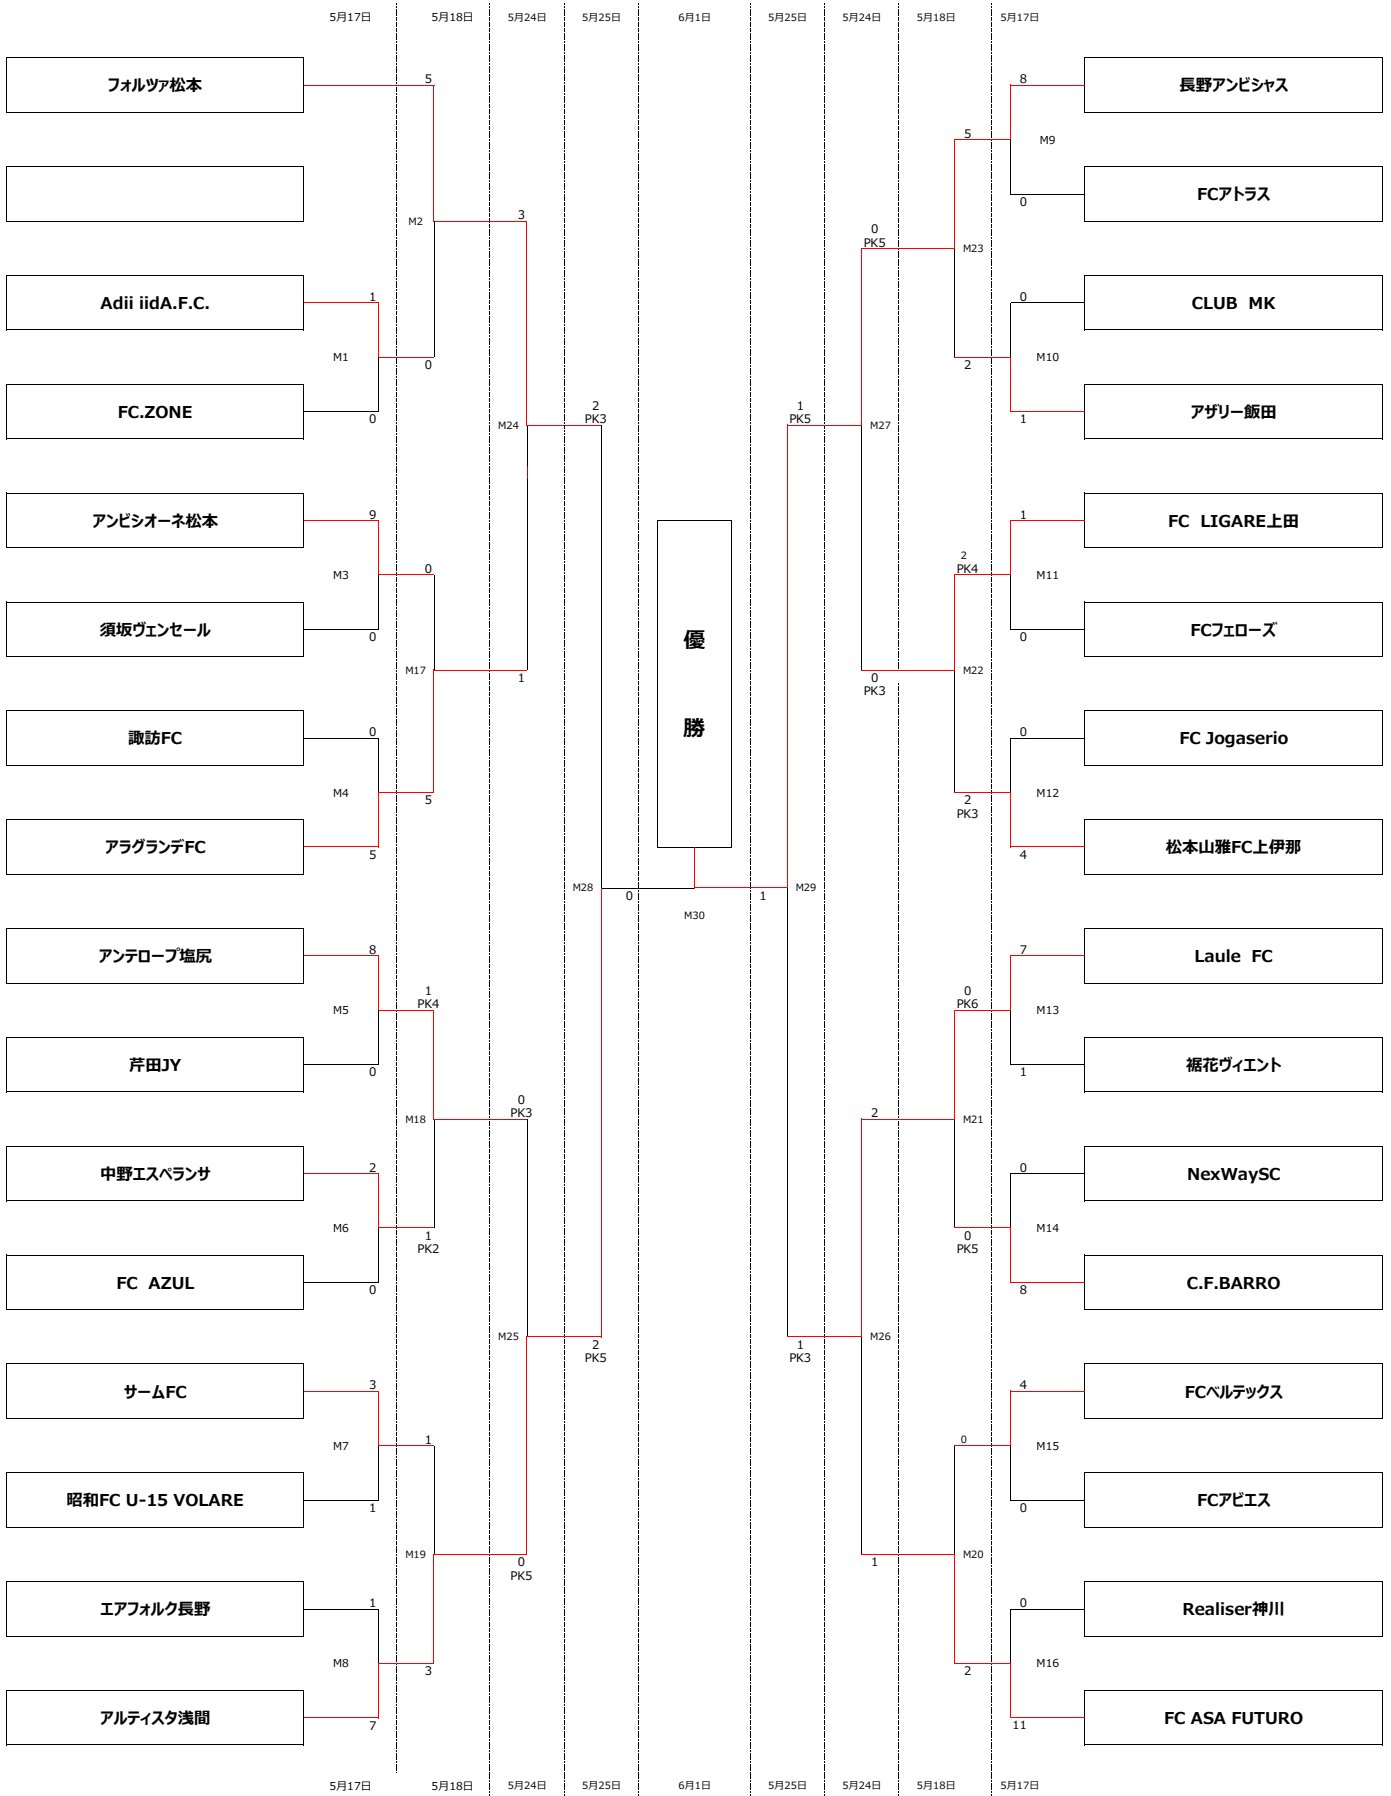 5月17日 5月18日 5月24日 5月25日 6月1日 5月25日 5月24日 5月18日 5月17日
フォルツァ松本 5 8 長野アンビシャス
5 M9
FCアトラス
0
M2 3
0
PK5 M23
Adii iidA.F.C. 1 0 CLUB MK
M1 0 2 M10
FC.ZONE 0 アザリー飯田
1
2
PK3
1
PK5
M24 M27
アンビシオーネ松本 9 1 FC LIGARE上田
M3 0 2
PK4 M11
須坂ヴェンセール 0 0 FCフェローズ
優
勝
M17 1 0
PK3 M22
諏訪FC 0 0 FC Jogaserio
M4 5 2
PK3 M12
アラグランデFC 5 4 松本山雅FC上伊那
M28 0 1 M29
M30
アンテロープ塩尻 8 7 Laule FC
M5 1
PK4
0
PK6 M13
芹田JY 0 1 裾花ヴィエント
M18 0
PK3
2 M21
中野エスペランサ 2 0 NexWaySC
M6 1
PK2
0
PK5 M14
FC AZUL 0 8 C.F.BARRO
M25 2
PK5
1
PK3 M26
サームFC 3 4 FCベルテックス
M7 1 0 M15
昭和FC U-15 VOLARE 1 0 FCアビエス
M19 0
PK5
1 M20
エアフォルク長野 1 0 Realiser神川
M8 3 2 M16
アルティスタ浅間 7 11 FC ASA FUTURO
5月17日 5月18日 5月24日 5月25日 6月1日 5月25日 5月24日 5月18日 5月17日